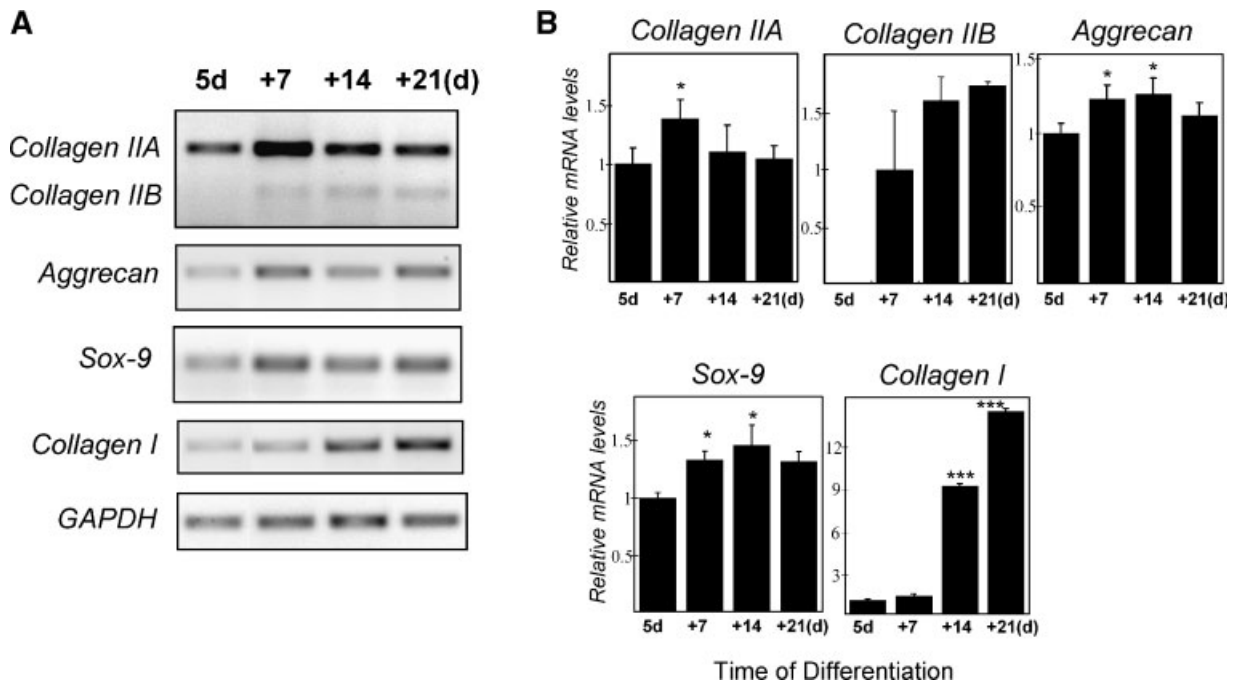 A
5d +7 +14 +21(d)
Collagen IIA
Collagen IIB
Aggrecan
Sox-9
Collagen I
GAPDH
B
Collagen IIA
Relative mRNA levels
1.5
1
0.5
*
5d +7 +14 +21(d)
Collagen IIB
1.5
1
0.5
5d +7 +14 +21(d)
Aggrecan
1.5
1
0.5
* *
5d +7 +14 +21(d)
Sox-9
Relative mRNA levels
1.5
1
0.5
* *
5d +7 +14 +21(d)
Collagen I
12
9
6
3
*** ***
5d +7 +14 +21(d)
Time of Differentiation